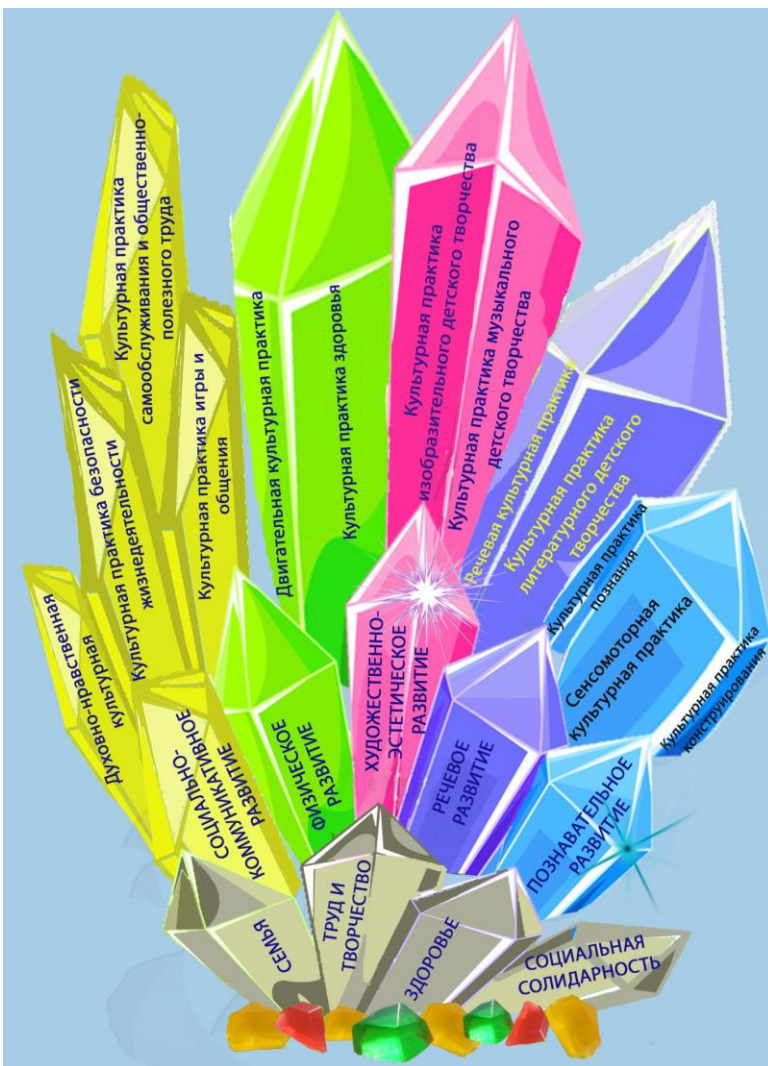 Культурная практика
самообслуживания и общественно-
полезного труда
Культурная практика безопасности
жизнедеятельности
Культурная практика игры и
общения
Духовно-нравственная
культурная
СОЦИАЛЬНО-
КОММУНИКАТИВНОЕ
РАЗВИТИЕ
Двигательная культурная практика
Культурная практика здоровья
ФИЗИЧЕСКОЕ
РАЗВИТИЕ
Культурная практика
изобразительного детского творчества
Культурная практика музыкального
детского творчества
ХУДОЖЕСТВЕННО-
ЭСТЕТИЧЕСКОЕ
РАЗВИТИЕ
Речевая культурная практика
Культурная практика
литературного детского
творчества
РЕЧЕВОЕ
РАЗВИТИЕ
Культурная практика
познания
Сенсомоторная
культурная практика
Культурная практика
конструирования
ПОЗНАВАТЕЛЬНОЕ
РАЗВИТИЕ
СЕМЬЯ
ТРУД И
ТВОРЧЕСТВО
ЗДОРОВЬЕ
СОЦИАЛЬНАЯ
СОЛИДАРНОСТЬ